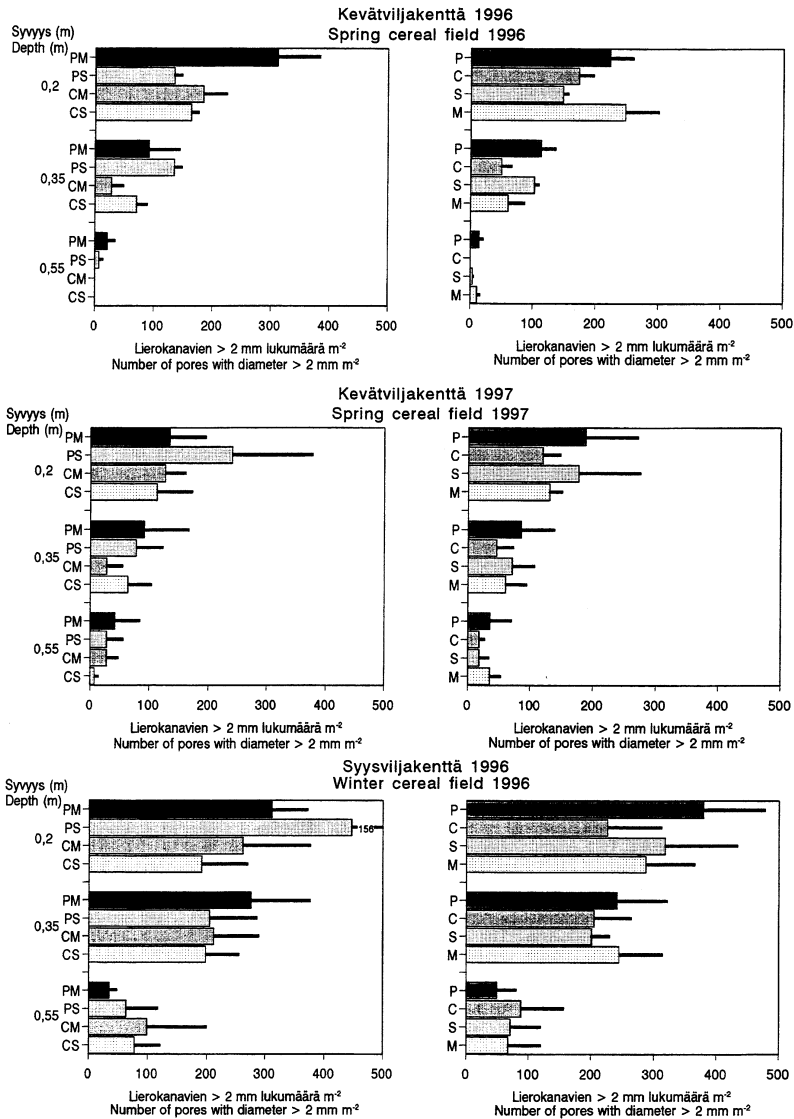 Kevätviljakenttä 1996
Spring cereal field 1996
Syvyys (m)
Depth (m)
0,2
PM
PS
CM
CS
0,35
PM
PS
CM
CS
0,55
PM
PS
CM
CS
0 100 200 300 400 500
Lierokanavien > 2 mm lukumäärä m⁻²
Number of pores with diameter > 2 mm m⁻²
P
C
S
M
P
C
S
M
P
C
S
M
0 100 200 300 400 500
Lierokanavien > 2 mm lukumäärä m⁻²
Number of pores with diameter > 2 mm m⁻²
Kevätviljakenttä 1997
Spring cereal field 1997
Syvyys (m)
Depth (m)
0,2
PM
PS
CM
CS
0,35
PM
PS
CM
CS
0,55
PM
PS
CM
CS
0 100 200 300 400 500
Lierokanavien > 2 mm lukumäärä m⁻²
Number of pores with diameter > 2 mm m⁻²
P
C
S
M
P
C
S
M
P
C
S
M
0 100 200 300 400 500
Lierokanavien > 2 mm lukumäärä m⁻²
Number of pores with diameter > 2 mm m⁻²
Syysviljakenttä 1996
Winter cereal field 1996
Syvyys (m)
Depth (m)
0,2
PM
PS
156
CM
CS
0,35
PM
PS
CM
CS
0,55
PM
PS
CM
CS
0 100 200 300 400 500
Lierokanavien > 2 mm lukumäärä m⁻²
Number of pores with diameter > 2 mm m⁻²
P
C
S
M
P
C
S
M
P
C
S
M
0 100 200 300 400 500
Lierokanavien > 2 mm lukumäärä m⁻²
Number of pores with diameter > 2 mm m⁻²